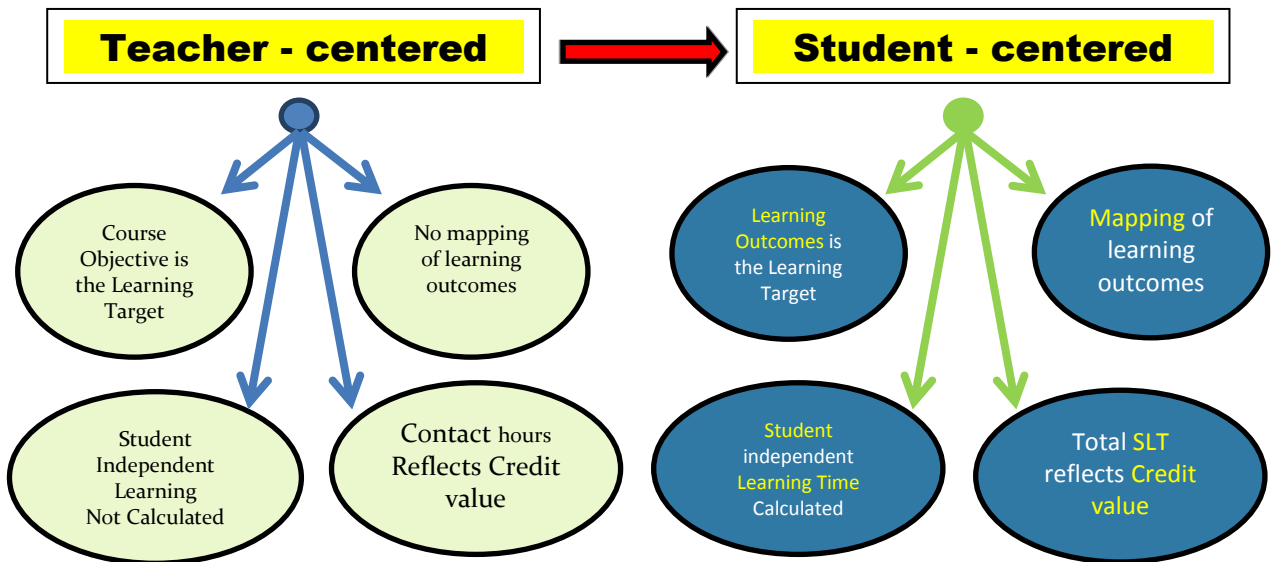 Teacher - centered
Student - centered
Course
Objective is
the Learning
Target
No mapping
of learning
outcomes
Student
Independent
Learning
Not Calculated
Contact hours
Reflects Credit
value
Learning
Outcomes is
the Learning
Target
Mapping of
learning
outcomes
Student
independent
Learning Time
Calculated
Total SLT
reflects Credit
value